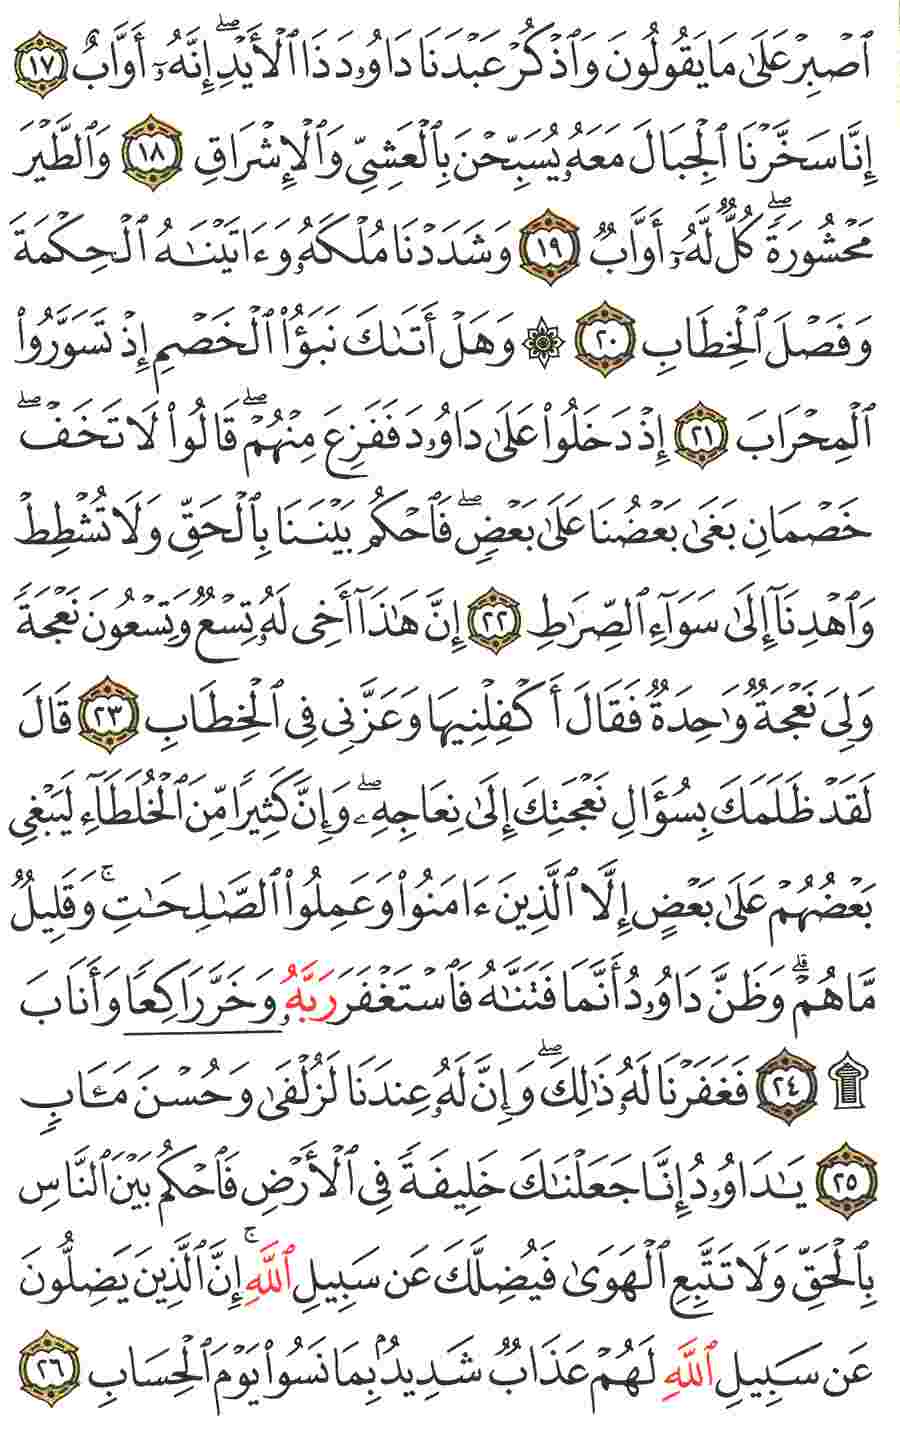 ٱصۡبِرۡ عَلَىٰ مَا يَقُولُونَ وَٱذۡكُرۡ عَبۡدَنَا دَاوُۥدَ ذَا ٱلۡأَيۡدِۖ إِنَّهُۥٓ أَوَّابٌ ١٧
إِنَّا سَخَّرۡنَا ٱلۡجِبَالَ مَعَهُۥ يُسَبِّحۡنَ بِٱلۡعَشِيِّ وَٱلۡإِشۡرَاقِ ١٨ وَٱلطَّيۡرَ
مَحۡشُورَةٗۖ كُلّٞ لَّهُۥٓ أَوَّابٞ ١٩ وَشَدَدۡنَا مُلۡكَهُۥ وَءَاتَيۡنَٰهُ ٱلۡحِكۡمَةَ
وَفَصۡلَ ٱلۡخِطَابِ ٢٠ ۞ وَهَلۡ أَتَىٰكَ نَبَؤُاْ ٱلۡخَصۡمِ إِذۡ تَسَوَّرُواْ
ٱلۡمِحۡرَابَ ٢١ إِذۡ دَخَلُواْ عَلَىٰ دَاوُۥدَ فَفَزِعَ مِنۡهُمۡۖ قَالُواْ لَا تَخَفۡۖ
خَصۡمَانِ بَغَىٰ بَعۡضُنَا عَلَىٰ بَعۡضٖۖ فَٱحۡكُم بَيۡنَنَا بِٱلۡحَقِّ وَلَا تُشۡطِطۡ
وَٱهۡدِنَآ إِلَىٰ سَوَآءِ ٱلصِّرَٰطِ ٢٢ إِنَّ هَٰذَآ أَخِي لَهُۥ تِسۡعٞ وَتِسۡعُونَ نَعۡجَةٗ
وَلِيَ نَعۡجَةٞ وَٰحِدَةٞ فَقَالَ أَكۡفِلۡنِيهَا وَعَزَّنِي فِي ٱلۡخِطَابِ ٢٣ قَالَ
لَقَدۡ ظَلَمَكَ بِسُؤَالِ نَعۡجَتِكَ إِلَىٰ نِعَاجِهِۦۖ وَإِنَّ كَثِيرٗا مِّنَ ٱلۡخُلَطَآءِ لَيَبۡغِي
بَعۡضُهُمۡ عَلَىٰ بَعۡضٍ إِلَّا ٱلَّذِينَ ءَامَنُواْ وَعَمِلُواْ ٱلصَّٰلِحَٰتِۚ وَقَلِيلٞ
مَّا هُمۡۗ وَظَنَّ دَاوُۥدُ أَنَّمَا فَتَنَّٰهُ فَٱسۡتَغۡفَرَ رَبَّهُۥ وَخَرَّ رَاكِعٗا وَأَنَابَ
۩ ٢٤ فَغَفَرۡنَا لَهُۥ ذَٰلِكَۖ وَإِنَّ لَهُۥ عِندَنَا لَزُلۡفَىٰ وَحُسۡنَ مَـَٔابٖ
٢٥ يَٰدَاوُۥدُ إِنَّا جَعَلۡنَٰكَ خَلِيفَةٗ فِي ٱلۡأَرۡضِ فَٱحۡكُم بَيۡنَ ٱلنَّاسِ
بِٱلۡحَقِّ وَلَا تَتَّبِعِ ٱلۡهَوَىٰ فَيُضِلَّكَ عَن سَبِيلِ ٱللَّهِۚ إِنَّ ٱلَّذِينَ يَضِلُّونَ
عَن سَبِيلِ ٱللَّهِ لَهُمۡ عَذَابٞ شَدِيدُۢ بِمَا نَسُواْ يَوۡمَ ٱلۡحِسَابِ ٢٦